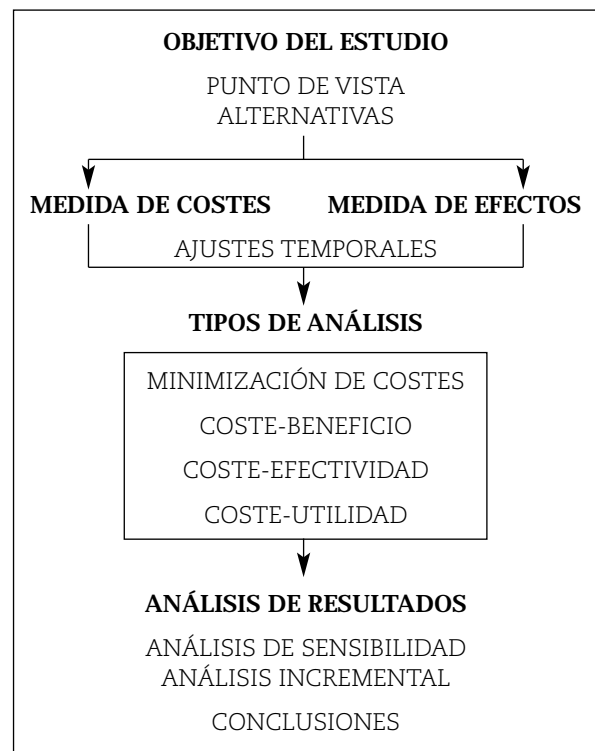 OBJETIVO DEL ESTUDIO
PUNTO DE VISTA
ALTERNATIVAS
MEDIDA DE COSTES
MEDIDA DE EFECTOS
AJUSTES TEMPORALES
TIPOS DE ANÁLISIS
MINIMIZACIÓN DE COSTES
COSTE-BENEFICIO
COSTE-EFECTIVIDAD
COSTE-UTILIDAD
ANÁLISIS DE RESULTADOS
ANÁLISIS DE SENSIBILIDAD
ANÁLISIS INCREMENTAL
CONCLUSIONES